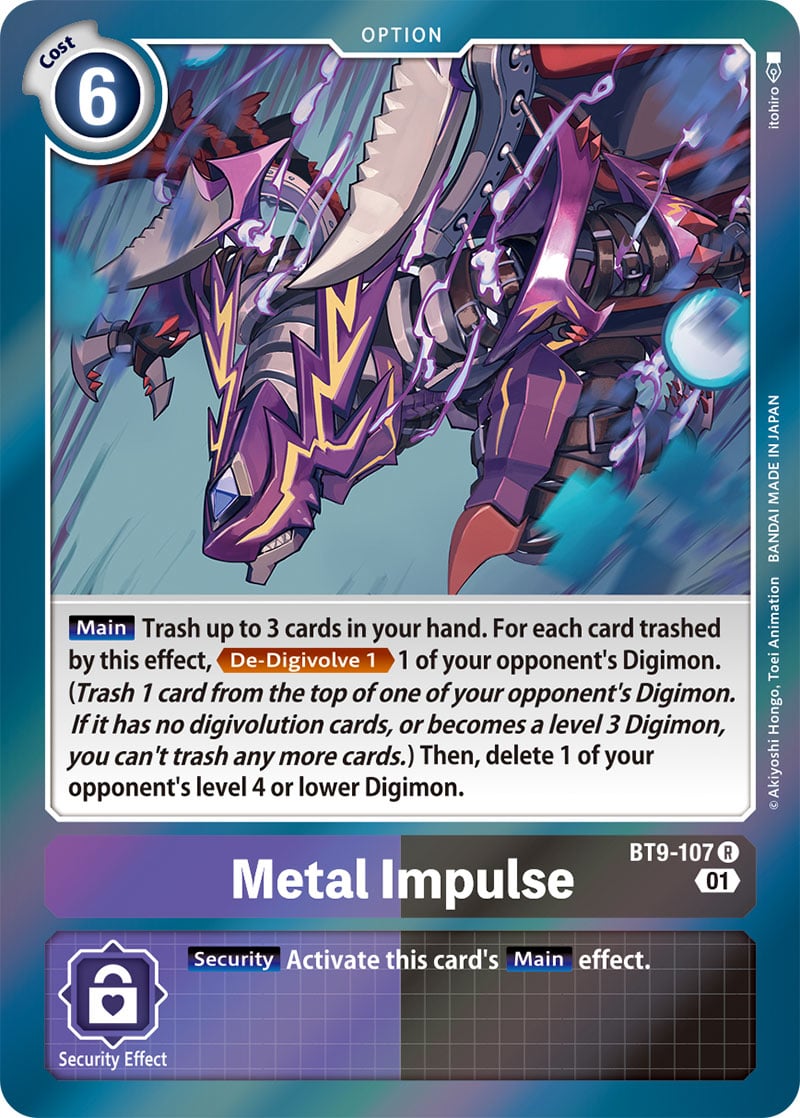 OPTION
Cost
6
itohiro
Main Trash up to 3 cards in your hand. For each card trashed
by this effect, De-Digivolve 1 1 of your opponent's Digimon.
(Trash 1 card from the top of one of your opponent's Digimon.
If it has no digivolution cards, or becomes a level 3 Digimon,
you can't trash any more cards.) Then, delete 1 of your
opponent's level 4 or lower Digimon.
© Akiyoshi Hongo, Toei Animation BANDAI MADE IN JAPAN
BT9-107 R
Metal Impulse
01
Security Activate this card's Main effect.
Security Effect